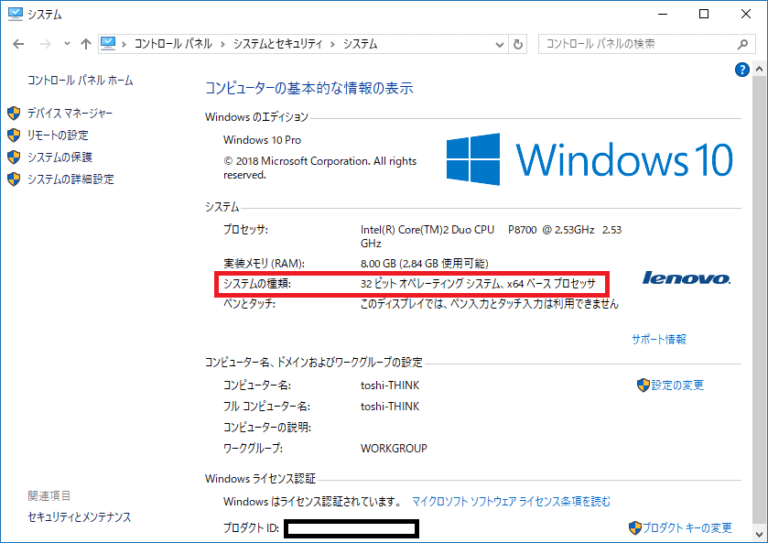 システム
コントロール パネル › システムとセキュリティ › システム
コントロール パネルの検索
コントロール パネル ホーム
デバイス マネージャー
リモートの設定
システムの保護
システムの詳細設定
コンピューターの基本的な情報の表示
Windows のエディション
Windows 10 Pro
© 2018 Microsoft Corporation. All rights
reserved.
Windows 10
システム
プロセッサ: Intel(R) Core(TM)2 Duo CPU P8700 @ 2.53GHz 2.53
GHz
実装メモリ (RAM): 8.00 GB (2.84 GB 使用可能)
システムの種類: 32 ビット オペレーティング システム、x64 ベース プロセッサ
ペンとタッチ: このディスプレイでは、ペン入力とタッチ入力は利用できません
lenovo
サポート情報
コンピューター名、ドメインおよびワークグループの設定
コンピューター名: toshi-THINK
設定の変更
フル コンピューター名: toshi-THINK
コンピューターの説明:
ワークグループ: WORKGROUP
Windows ライセンス認証
Windows はライセンス認証されています。 マイクロソフト ソフトウェア ライセンス条項を読む
プロダクト ID:
プロダクト キーの変更
関連項目
セキュリティとメンテナンス